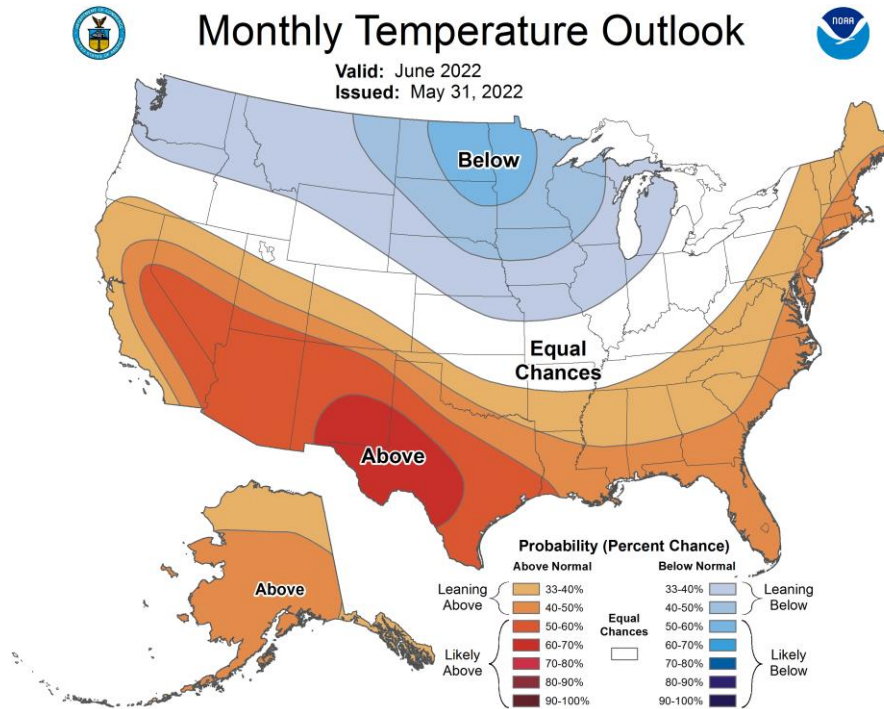 Monthly Temperature Outlook
NOAA
Valid: June 2022
Issued: May 31, 2022
Below
Equal
Chances
Above
Above
Probability (Percent Chance)
Above Normal
Below Normal
Leaning
Above
33-40%
40-50%
Likely
Above
50-60%
60-70%
70-80%
80-90%
90-100%
Equal
Chances
33-40%
40-50%
Leaning
Below
50-60%
60-70%
70-80%
80-90%
90-100%
Likely
Below